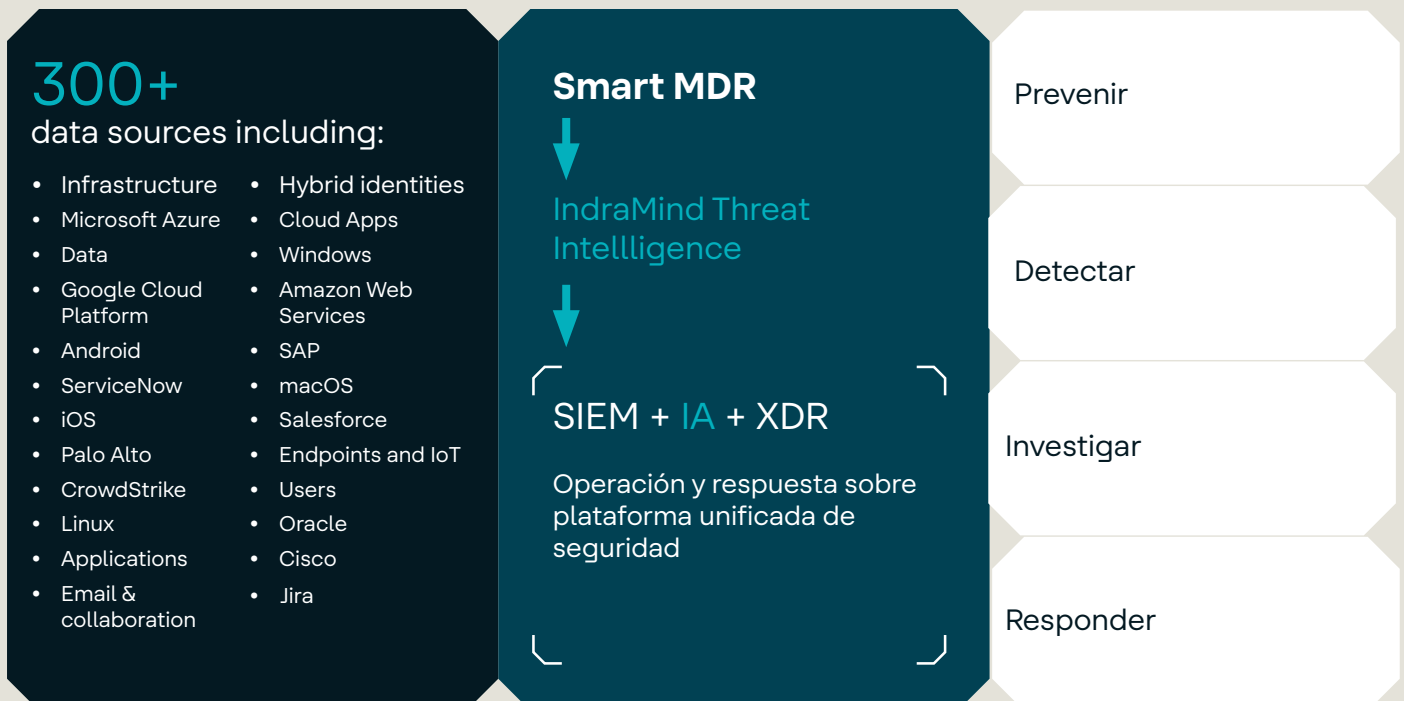 300+
data sources including:
• Infrastructure
• Microsoft Azure
• Data
• Google Cloud
Platform
• Android
• ServiceNow
• iOS
• Palo Alto
• CrowdStrike
• Linux
• Applications
• Email &
collaboration
• Hybrid identities
• Cloud Apps
• Windows
• Amazon Web
Services
• SAP
• macOS
• Salesforce
• Endpoints and IoT
• Users
• Oracle
• Cisco
• Jira
Smart MDR
IndraMind Threat
Intellligence
SIEM + IA + XDR
Operación y respuesta sobre
plataforma unificada de
seguridad
Prevenir
Detectar
Investigar
Responder